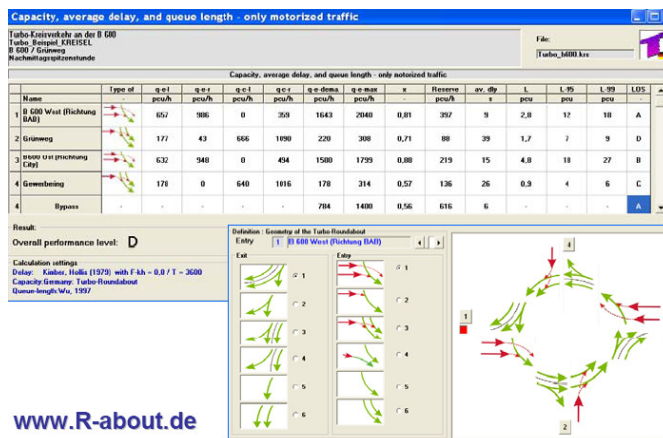 Capacity, average delay, and queue length - only motorized traffic
Turbo-Kreisverkehr an der B 600
Turbo_Beispiel_KREISEL
B 600 / Grünweg
Nachmittagsspitzenstunde
File:
Turbo_b600.krs
Capacity, average delay, and queue length - only motorized traffic
Type of q-e-l q-e-r q-c-l q-c-r q-e-dema. q-e-max x Reserve av. dly L L-95 L-99 LOS
Name - pcu/h pcu/h pcu/h pcu/h pcu/h pcu/h - pcu/h s pcu pcu pcu -
1 B 600 West (Richtung BAB) 657 986 0 359 1643 2040 0,81 397 9 2,8 12 18 A
2 Grünweg 177 43 666 1090 220 308 0,71 88 39 1,7 7 9 D
3 B600 Ost (Richtung City) 632 948 0 494 1580 1799 0,88 219 15 4,8 18 27 B
4 Gewerbering 178 0 640 1016 178 314 0,57 136 26 0,9 4 6 C
4 Bypass - - - - 784 1400 0,56 616 6 - - - A
Result:
Overall performance level: D
Calculation settings
Delay: Kimber, Hollis (1979) with F-kh = 0,0 / T = 3600
Capacity: Germany: Turbo-Roundabout
Queue-length: Wu, 1997
Definition : Geometry of the Turbo-Roundabout
Entry 1 B 600 West (Richtung BAB)
Exit Entry
1 1
2 2
3 3
4 4
5 5
6 6
4
1
2
www.R-about.de